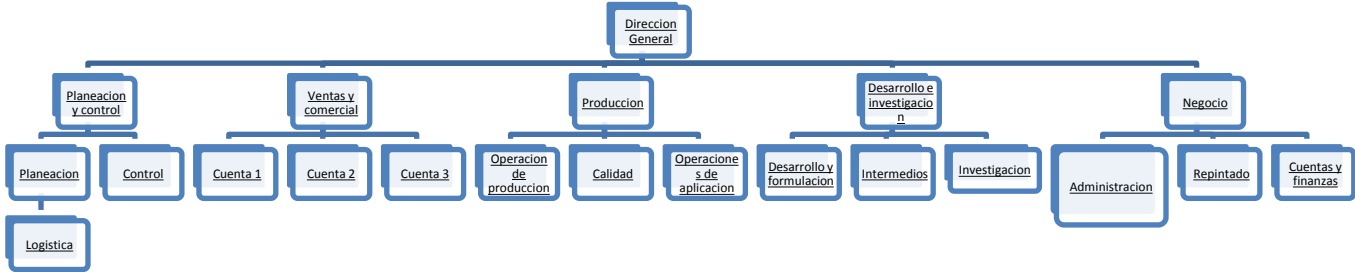 Direccion
General
Planeacion
y control
Ventas y
comercial
Produccion
Desarrollo e
investigacio
n
Negocio
Planeacion
Control
Cuenta 1
Cuenta 2
Cuenta 3
Operacion
de
produccion
Calidad
Operacione
s de
aplicacion
Desarrollo y
formulacion
Intermedios
Investigacion
Administracion
Repintado
Cuentas y
finanzas
Logistica